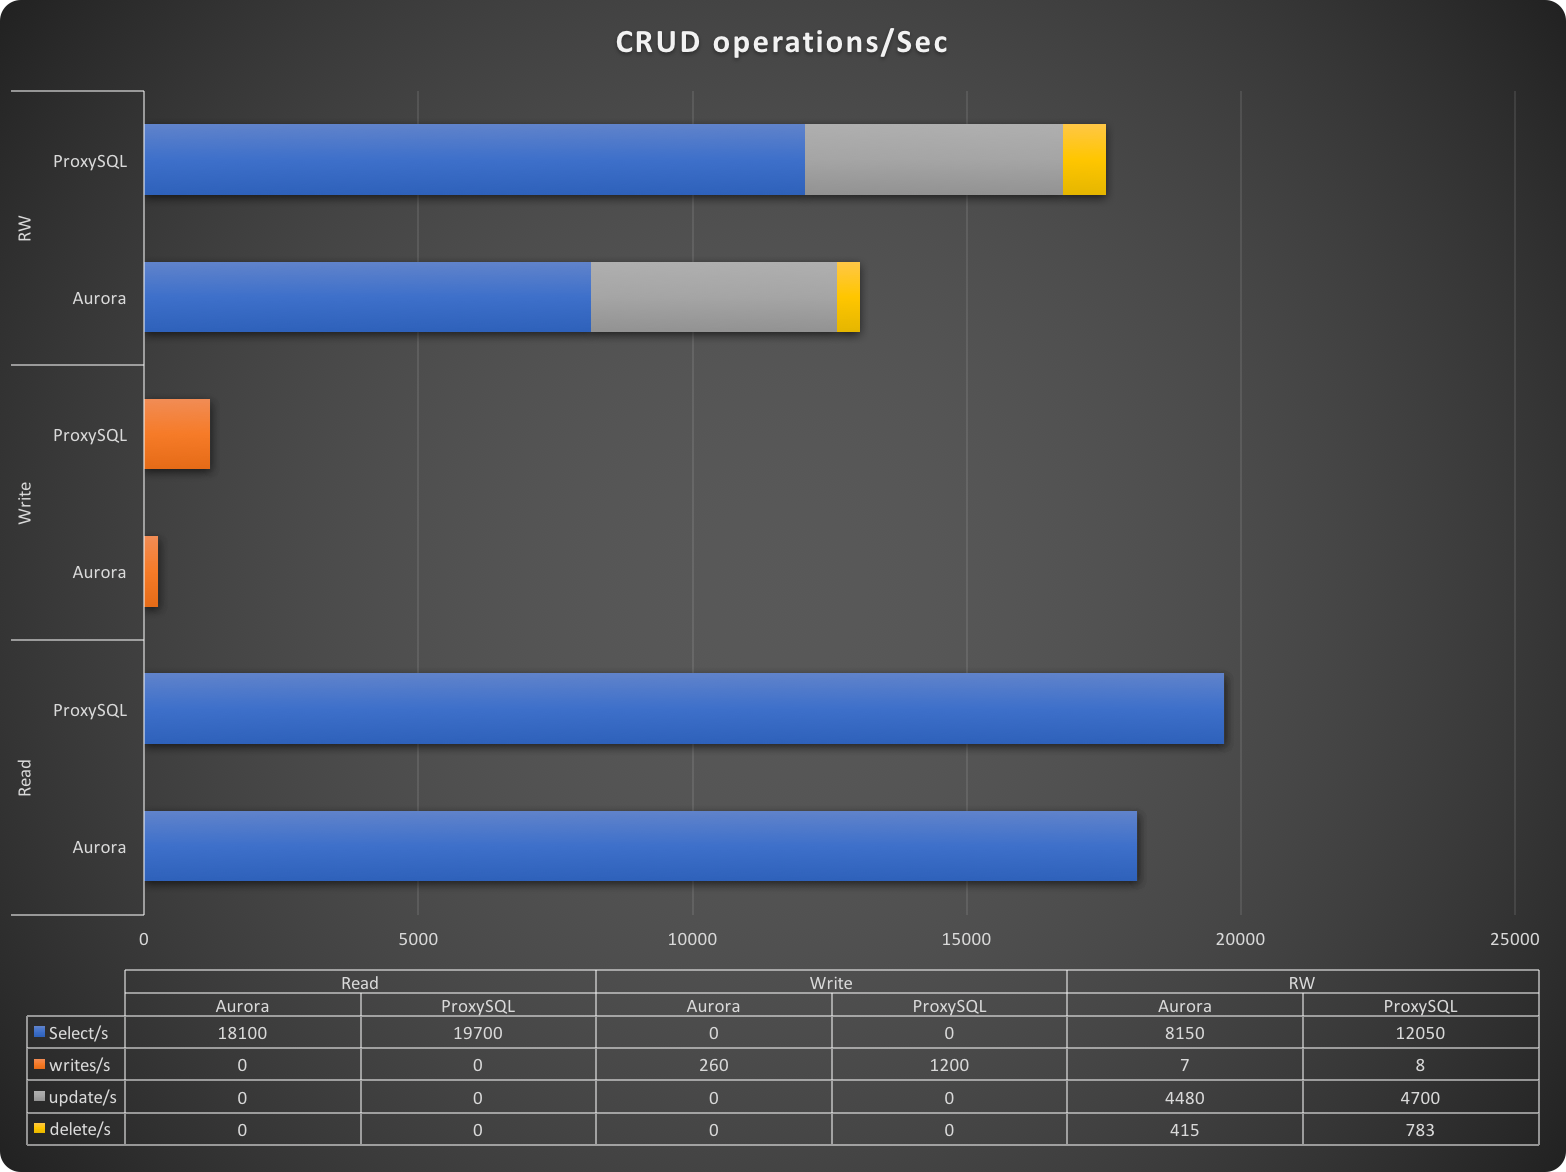 CRUD operations/Sec
RW
ProxySQL
Aurora
Write
ProxySQL
Aurora
Read
ProxySQL
Aurora
0 5000 10000 15000 20000 25000
Read Write RW
Aurora ProxySQL Aurora ProxySQL Aurora ProxySQL
Select/s 18100 19700 0 0 8150 12050
writes/s 0 0 260 1200 7 8
update/s 0 0 0 0 4480 4700
delete/s 0 0 0 0 415 783